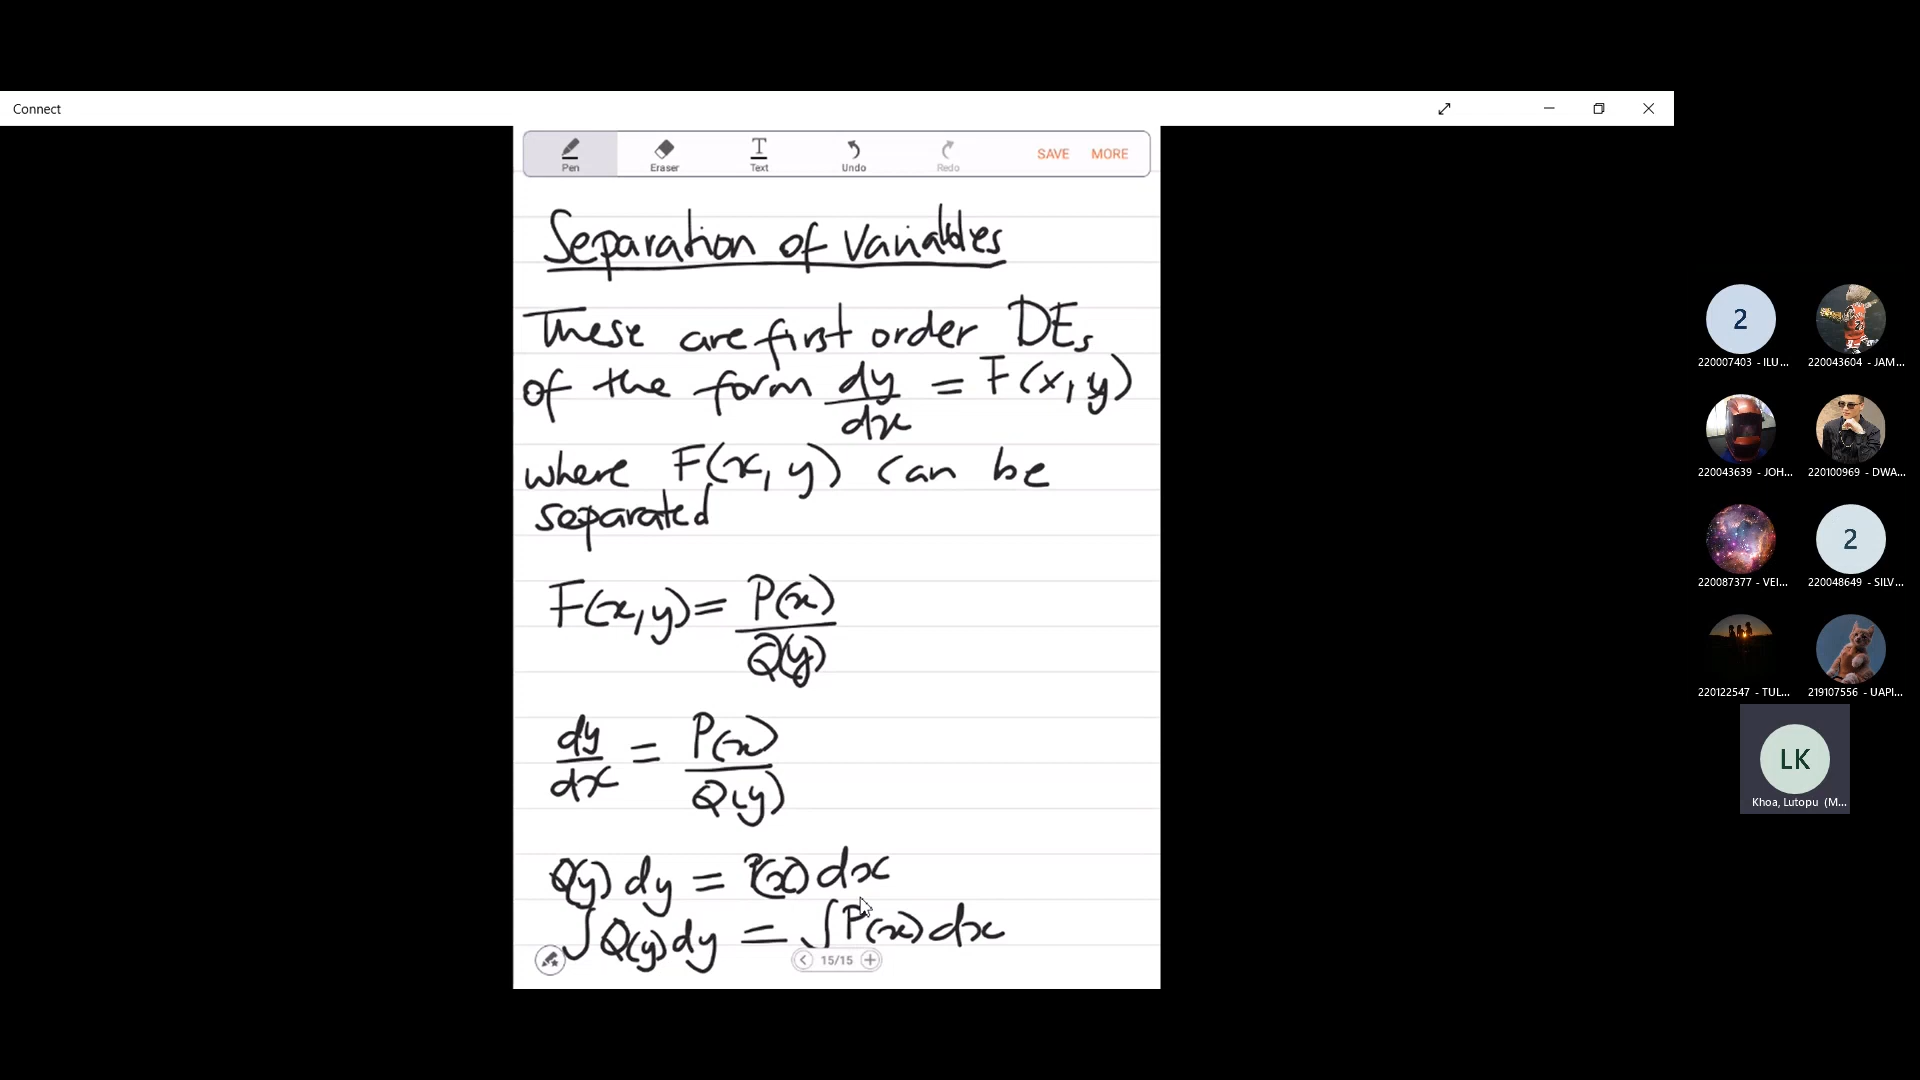 Connect
Pen Eraser Text Undo Redo SAVE MORE
Separation of Variables
These are first order DEs
of the form dy/dx = F(x, y)
where F(x, y) can be
separated
F(x, y) = P(x)/Q(y)
dy/dx = P(x)/Q(y)
Q(y) dy = P(x) dx
∫Q(y) dy = ∫P(x) dx
15/15
2
220007403 - ILU...
220043604 - JAM...
220043639 - JOH...
220100969 - DWA...
220087377 - VEI...
2
220048649 - SILV...
220122547 - TUL...
219107556 - UAPI...
LK
Khoa, Lutopu (M...